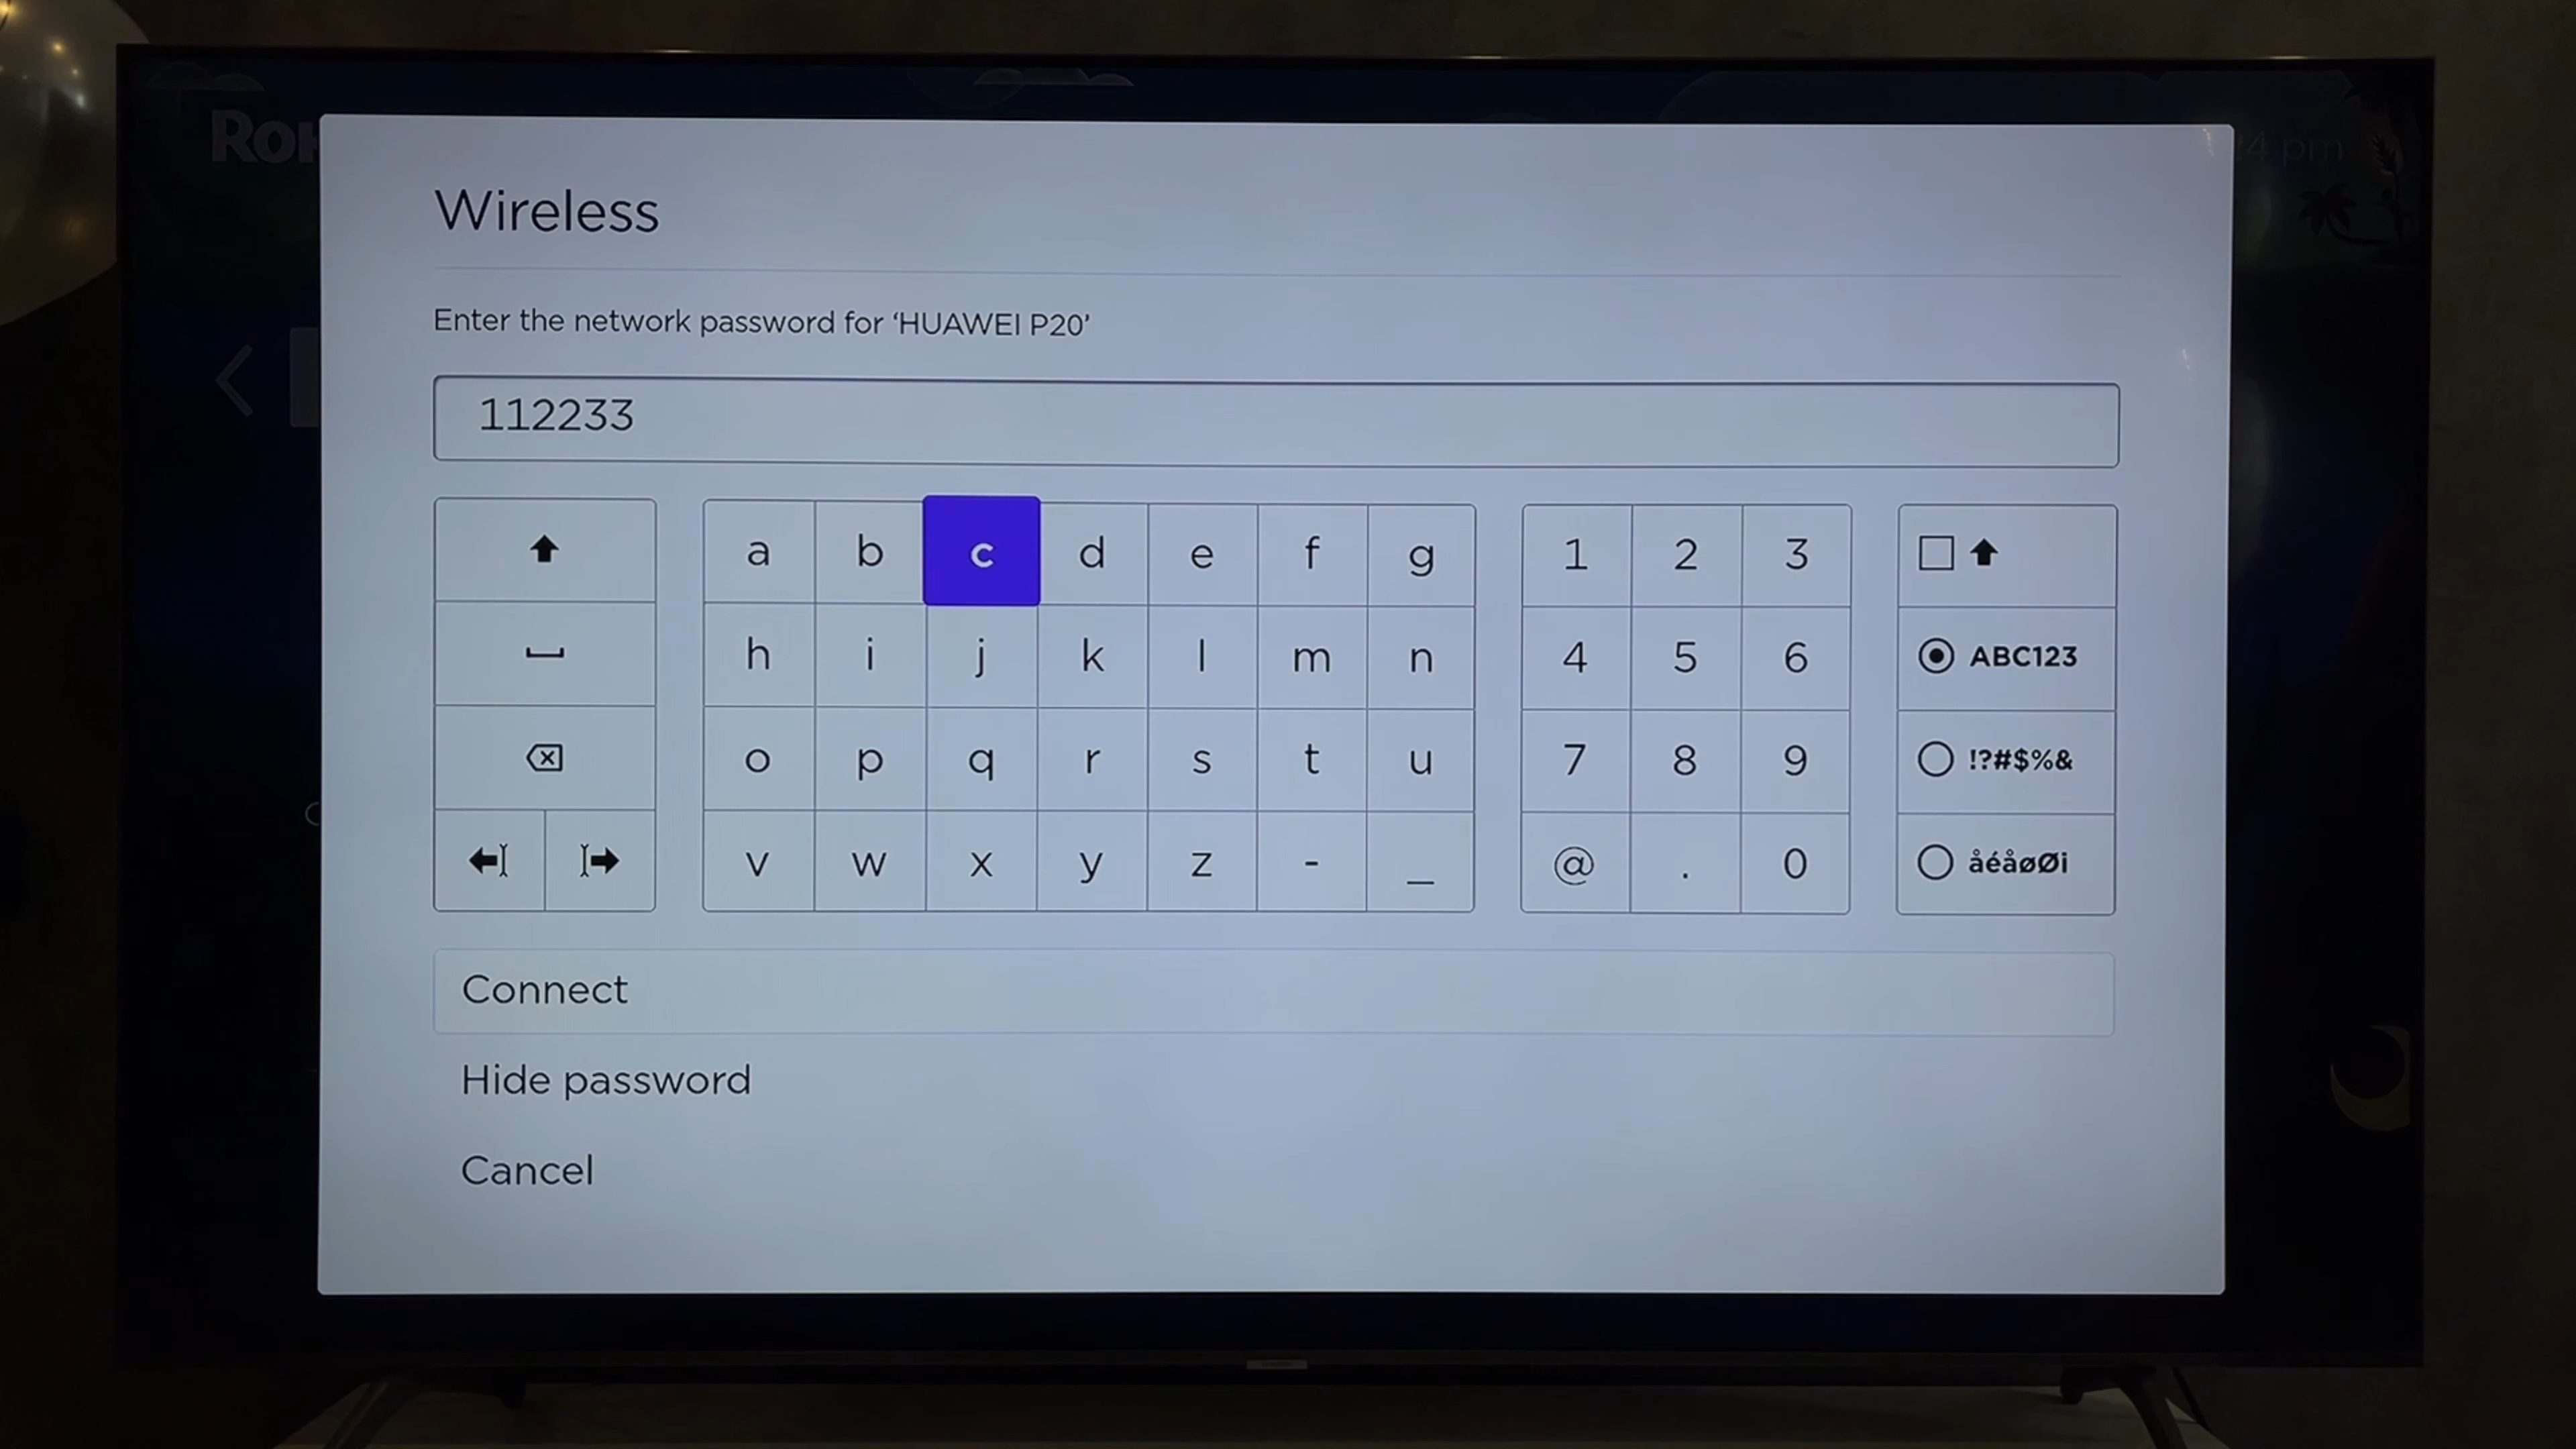 Wireless
Enter the network password for ‘HUAWEI P20’
112233
a b c d e f g 1 2 3
h i j k l m n 4 5 6 ABC123
o p q r s t u 7 8 9 !?#$%&
v w x y z - _ @ . 0 åéåøØi
Connect
Hide password
Cancel